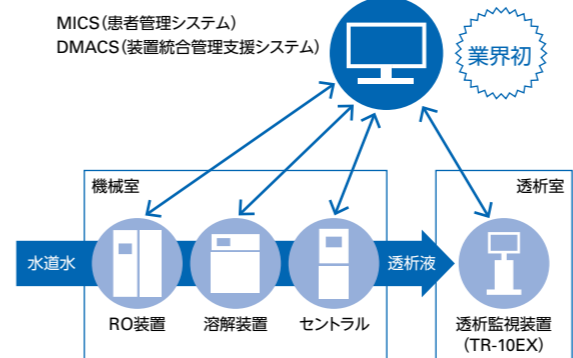 MICS(患者管理システム)
DMACS(装置統合管理支援システム)
業界初
機械室
透析室
水道水
透析液
RO装置
溶解装置
セントラル
透析監視装置
(TR-10EX)